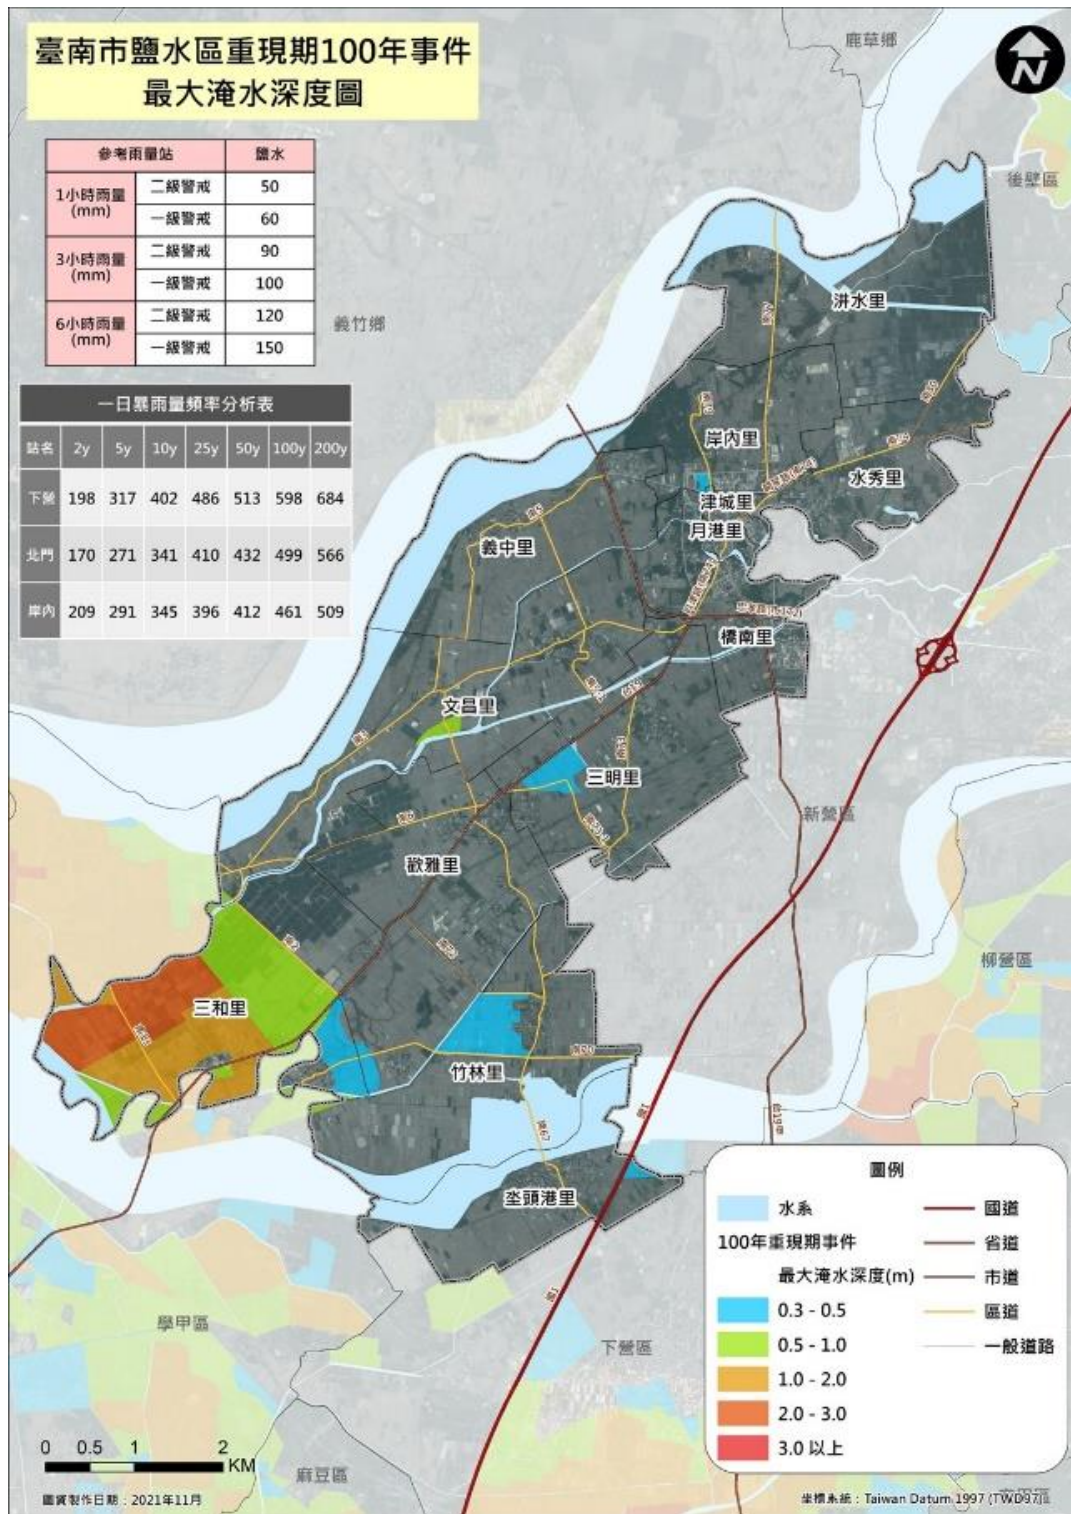 臺南市鹽水區重現期100年事件
最大淹水深度圖
N
參考雨量站 鹽水
1小時雨量(mm) 二級警戒 50
一級警戒 60
3小時雨量(mm) 二級警戒 90
一級警戒 100
6小時雨量(mm) 二級警戒 120
一級警戒 150
一日暴雨量頻率分析表
站名 2y 5y 10y 25y 50y 100y 200y
下營 198 317 402 486 513 598 684
北門 170 271 341 410 432 499 566
岸內 209 291 345 396 412 461 509
鹿草鄉
後壁區
義竹鄉
汫水里
岸內里
水秀里
津城里
月港里
義中里
橋南里
文昌里
三明里
新營區
歡雅里
柳營區
三和里
竹林里
坔頭港里
台19
台19甲
南67
國1
國1
學甲區
下營區
麻豆區
圖例
水系
100年重現期事件
最大淹水深度(m)
0.3 - 0.5
0.5 - 1.0
1.0 - 2.0
2.0 - 3.0
3.0 以上
國道
省道
市道
區道
一般道路
0 0.5 1 2
KM
圖資製作日期：2021年11月
坐標系統：Taiwan Datum 1997 (TWD97)